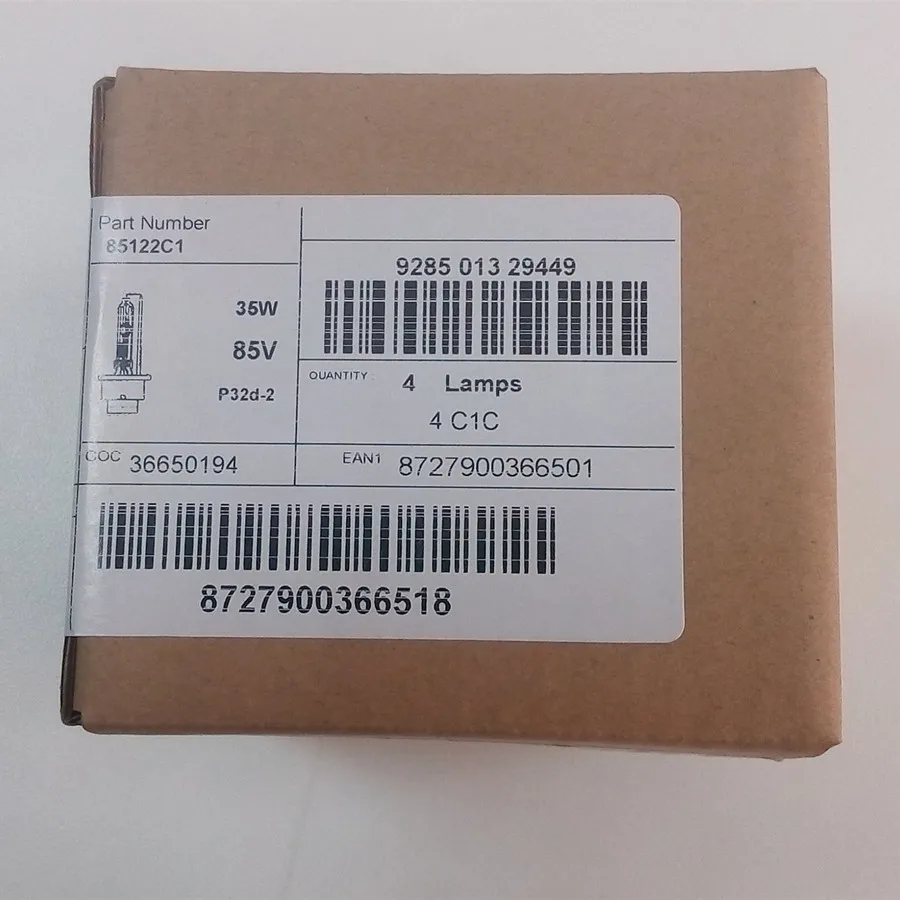 Part Number
85122C1
9285 013 29449
35W
85V
P32d-2
QUANTITY : 4 Lamps
4 C1C
COC 36650194
EAN1 8727900366501
8727900366518